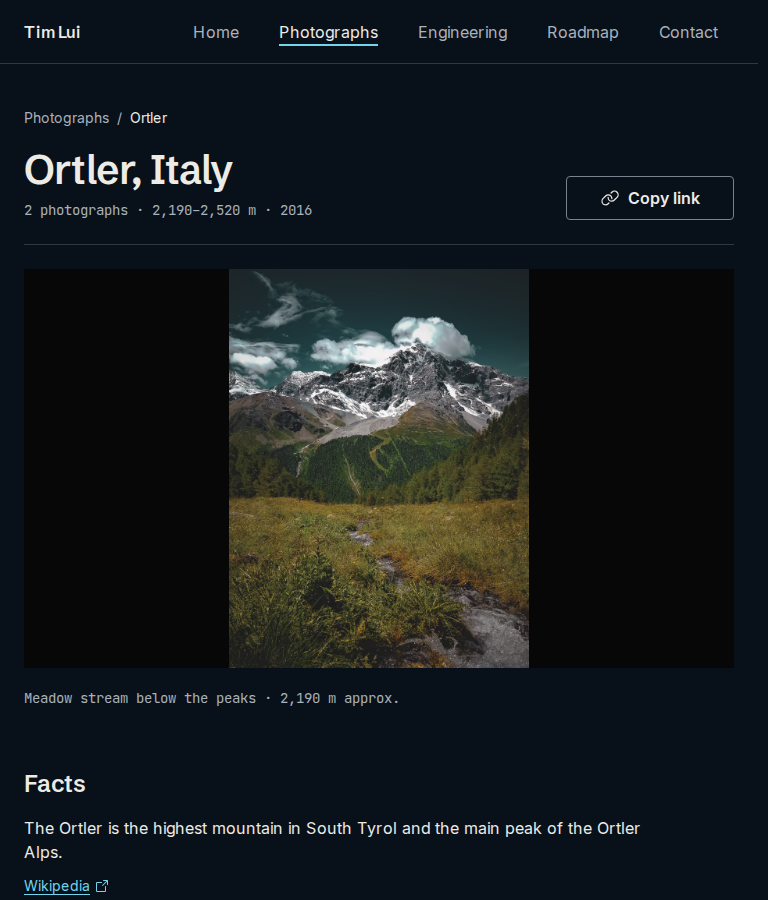 Tim Lui
Home
Photographs
Engineering
Roadmap
Contact
Photographs / Ortler
Ortler, Italy
2 photographs · 2,190–2,520 m · 2016
Copy link
Meadow stream below the peaks · 2,190 m approx.
Facts
The Ortler is the highest mountain in South Tyrol and the main peak of the Ortler
Alps.
Wikipedia